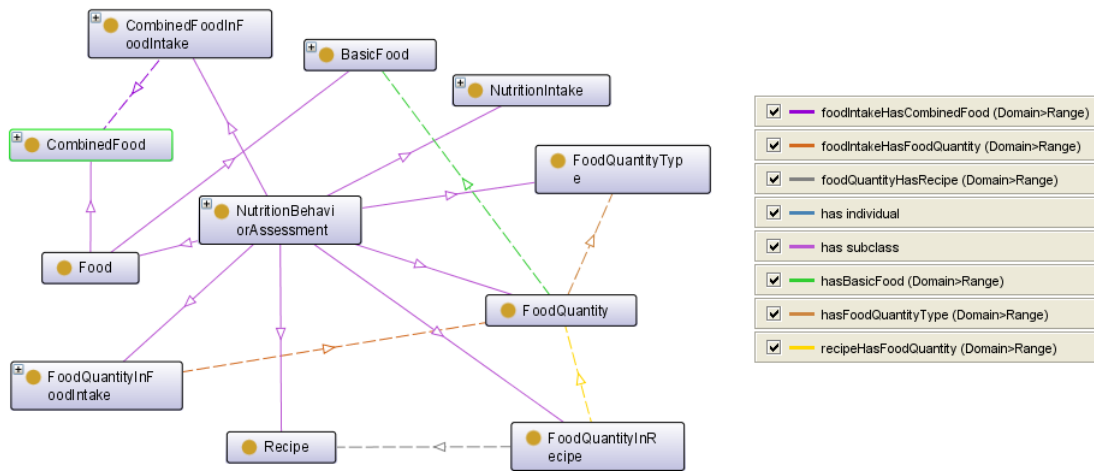 CombinedFoodInF
oodIntake
BasicFood
NutritionIntake
CombinedFood
FoodQuantityTyp
e
NutritionBehavi
orAssessment
Food
FoodQuantity
FoodQuantityInF
oodIntake
Recipe
FoodQuantityInR
ecipe
foodIntakeHasCombinedFood (Domain>Range)
foodIntakeHasFoodQuantity (Domain>Range)
foodQuantityHasRecipe (Domain>Range)
has individual
has subclass
hasBasicFood (Domain>Range)
hasFoodQuantityType (Domain>Range)
recipeHasFoodQuantity (Domain>Range)